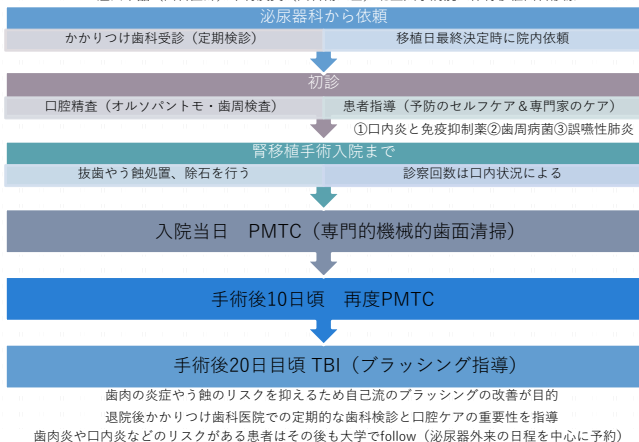 泌尿器科から依頼
かかりつけ歯科受診（定期検診）
移植日最終決定時に院内依頼
初診
口腔精査（オルソパントモ・歯周検査）
患者指導（予防のセルフケア＆専門家のケア）
①口内炎と免疫抑制薬②歯周病菌③誤嚥性肺炎
腎移植手術入院まで
抜歯やう蝕処置、除石を行う
診察回数は口内状況による
入院当日　PMTC（専門的機械的歯面清掃）
手術後10日頃　再度PMTC
手術後20日目頃 TBI（ブラッシング指導）
歯肉の炎症やう蝕のリスクを抑えるため自己流のブラッシングの改善が目的
退院後かかりつけ歯科医院での定期的な歯科検診と口腔ケアの重要性を指導
歯肉炎や口内炎などのリスクがある患者はその後も大学でfollow（泌尿器外来の日程を中心に予約）